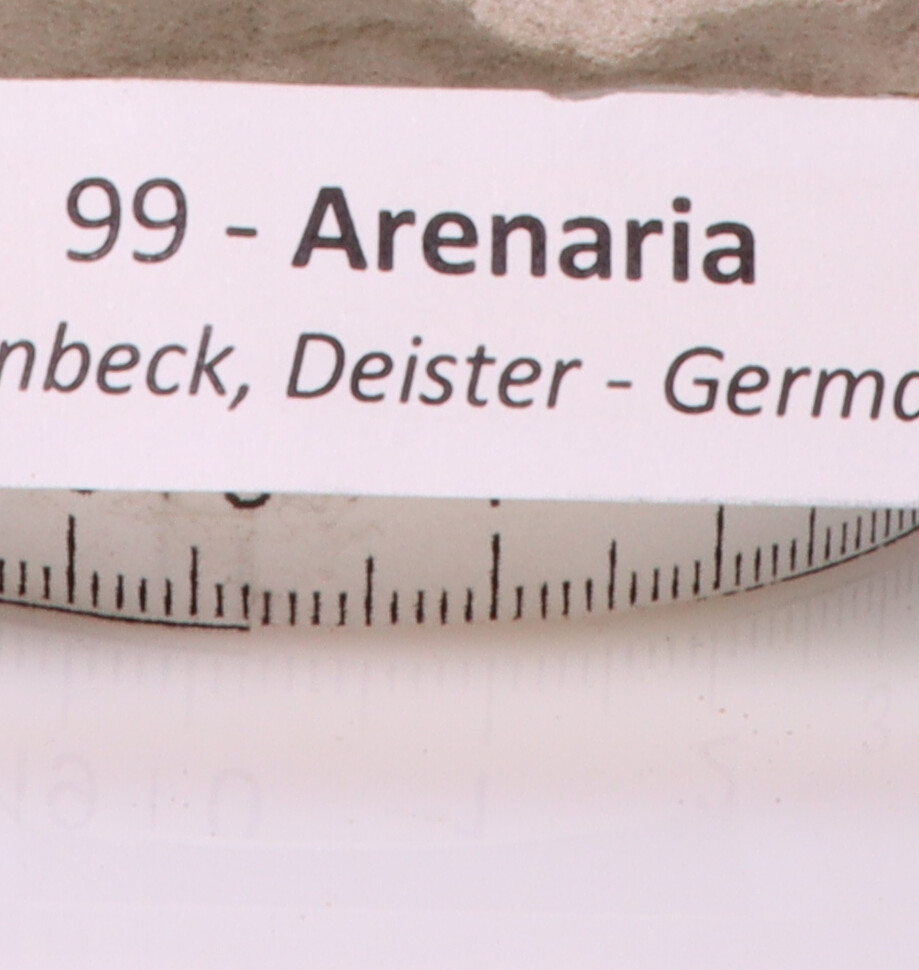 99 - Arenaria
nbeck, Deister - Germa